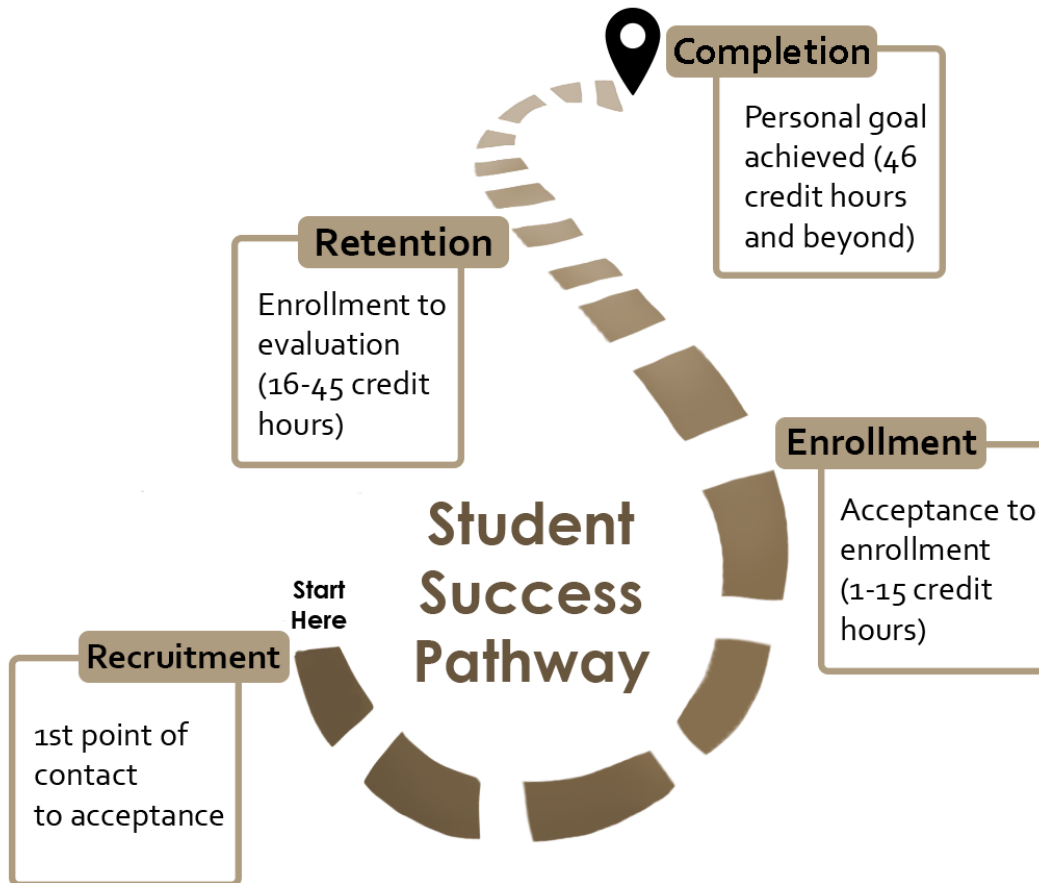 Completion
Personal goal
achieved (46
credit hours
and beyond)
Retention
Enrollment to
evaluation
(16-45 credit
hours)
Enrollment
Acceptance to
enrollment
(1-15 credit
hours)
Student
Success
Pathway
Start
Here
Recruitment
1st point of
contact
to acceptance